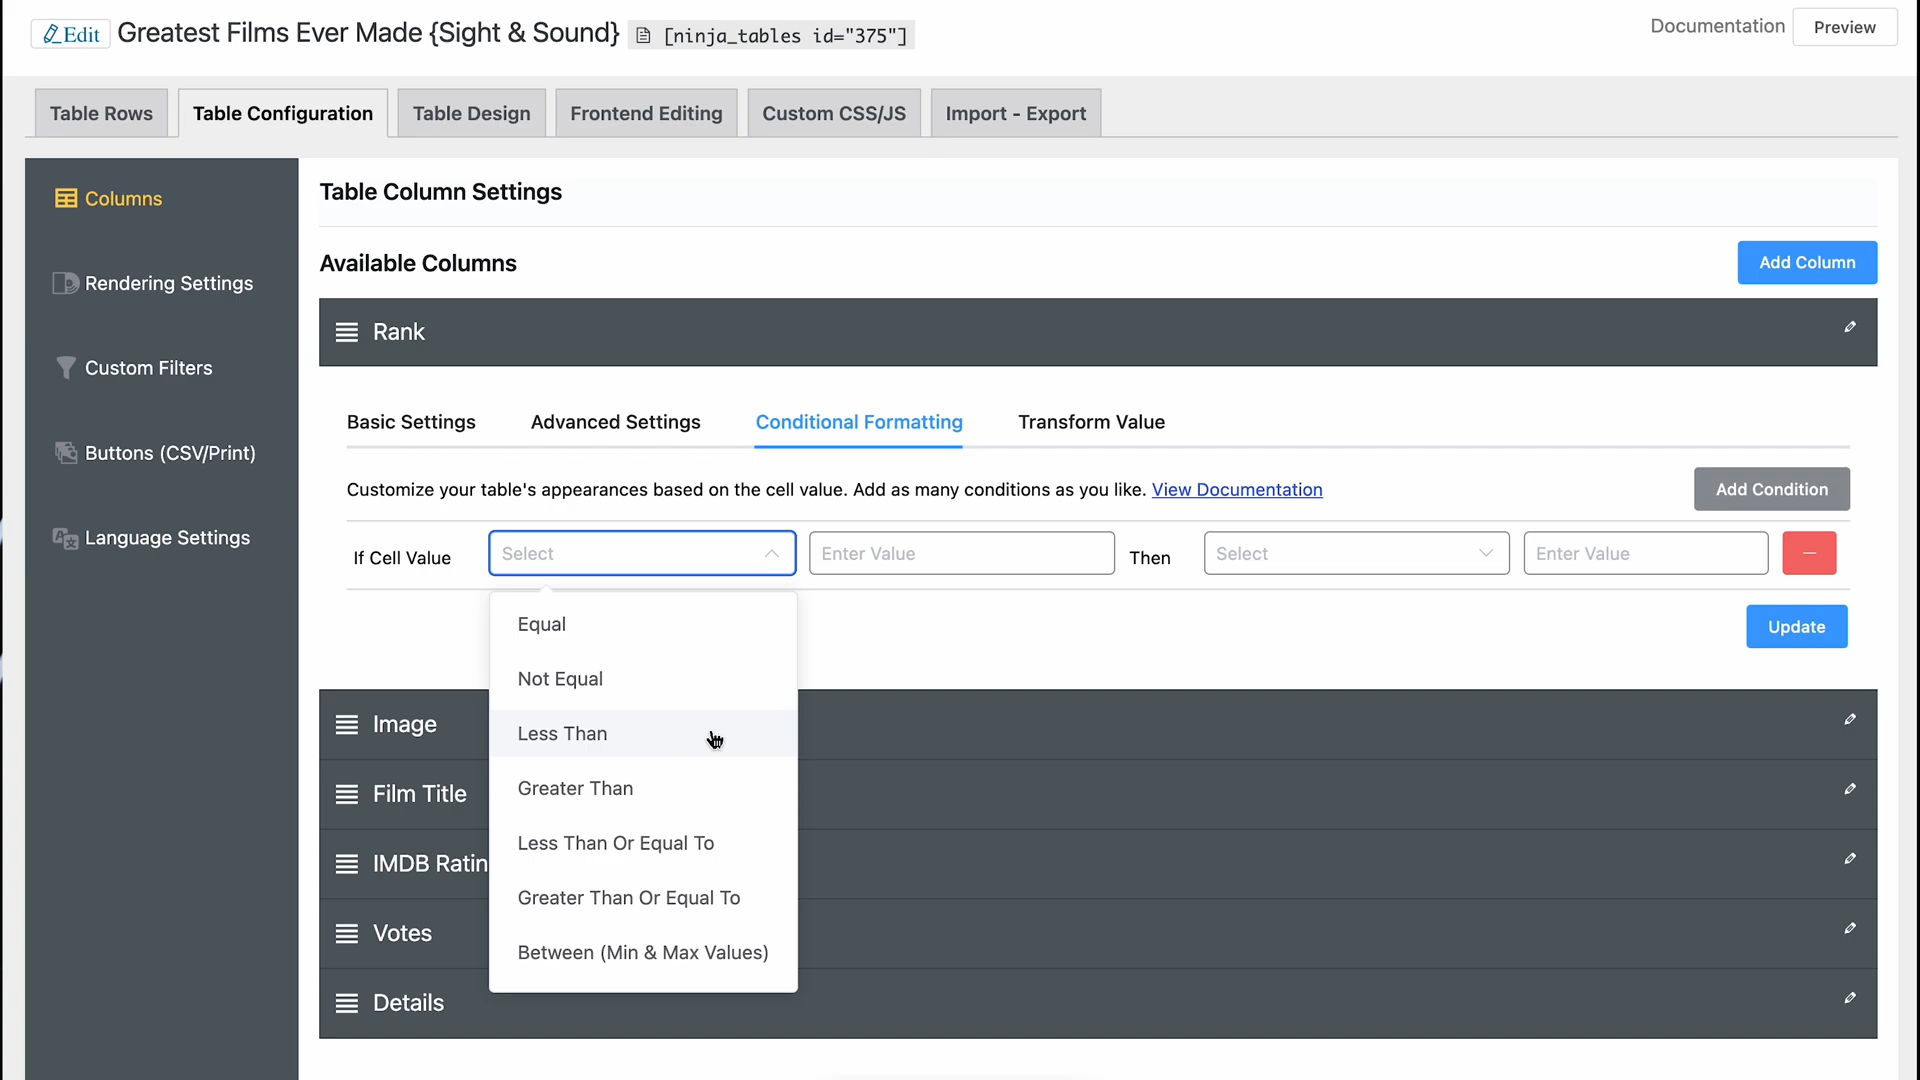 Edit Greatest Films Ever Made {Sight & Sound} [ninja_tables id="375"] Documentation Preview
Table Rows Table Configuration Table Design Frontend Editing Custom CSS/JS Import - Export
Columns
Rendering Settings
Custom Filters
Buttons (CSV/Print)
Language Settings
Table Column Settings
Available Columns Add Column
Rank
Basic Settings Advanced Settings Conditional Formatting Transform Value
Customize your table's appearances based on the cell value. Add as many conditions as you like. View Documentation Add Condition
If Cell Value Select Enter Value Then Select Enter Value
Equal
Not Equal
Less Than
Greater Than
Less Than Or Equal To
Greater Than Or Equal To
Between (Min & Max Values)
Update
Image
Film Title
IMDB Ratin
Votes
Details